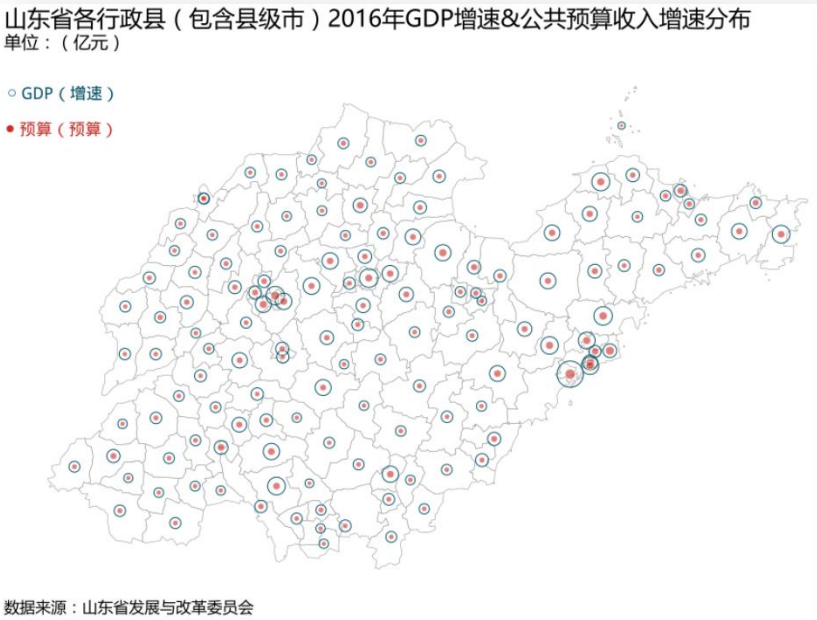 山东省各行政县（包含县级市）2016年GDP增速&公共预算收入增速分布
单位：（亿元）
GDP（增速）
预算（预算）
数据来源：山东省发展与改革委员会